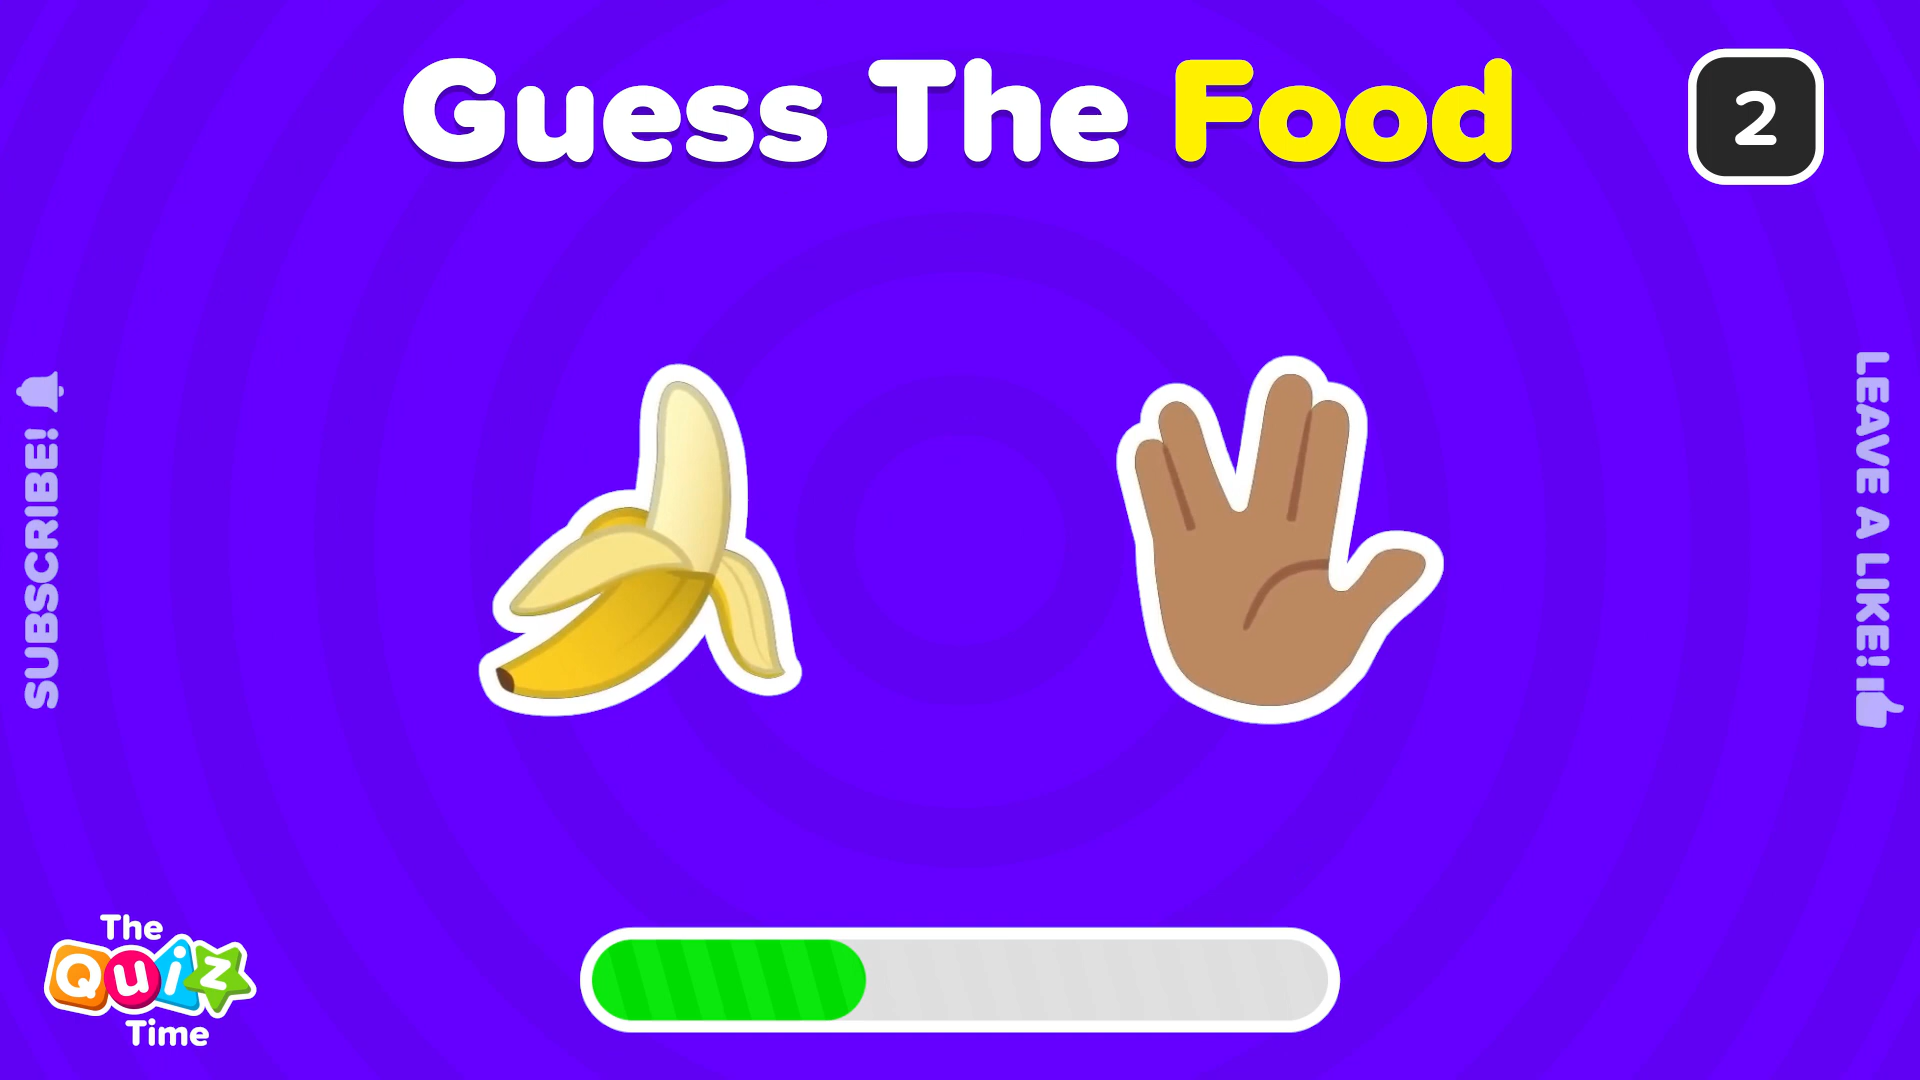 Guess The Food
2
SUBSCRIBE!
LEAVE A LIKE!
The
Quiz
Time